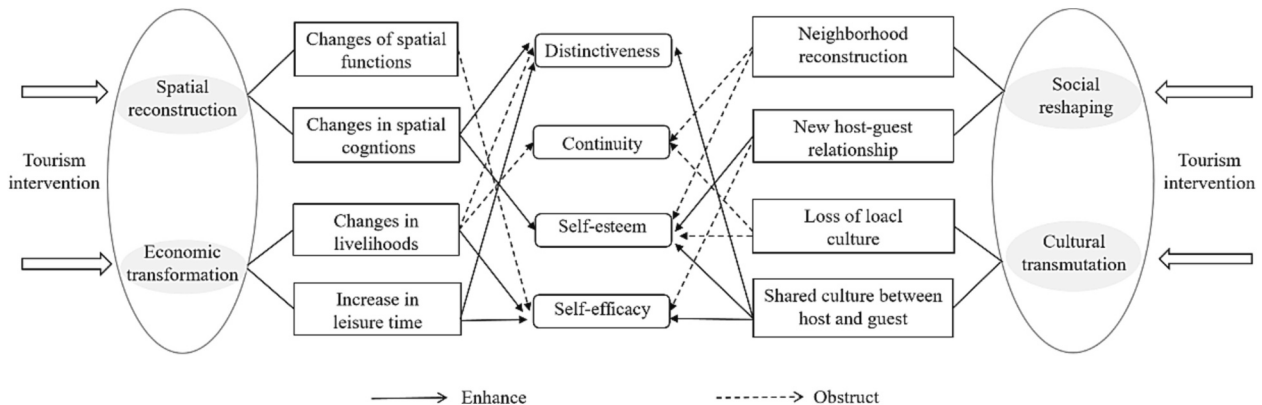 Tourism
intervention
Spatial
reconstruction
Economic
transformation
Changes of spatial
functions
Changes in spatial
cogntions
Changes in
livelihoods
Increase in
leisure time
Distinctiveness
Continuity
Self-esteem
Self-efficacy
Neighborhood
reconstruction
New host-guest
relationship
Loss of loacl
culture
Shared culture between
host and guest
Social
reshaping
Cultural
transmutation
Tourism
intervention
Enhance
Obstruct